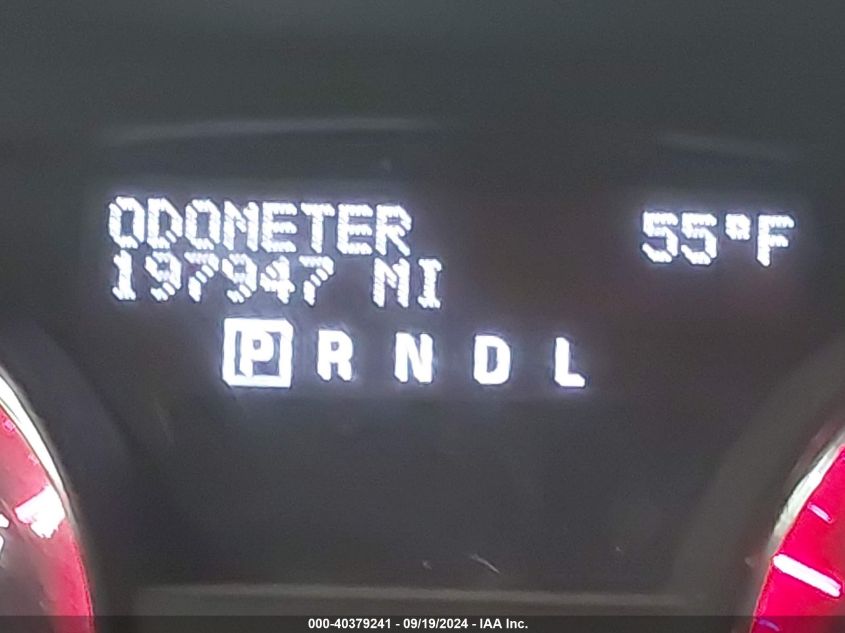 ODOMETER 55°F
197947 MI
P R N D L
000-40379241 - 09/19/2024 - IAA Inc.